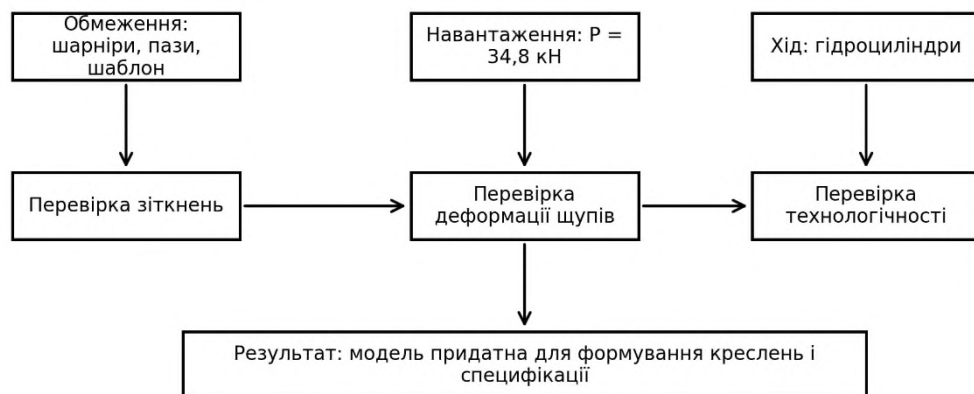 Обмеження:
шарніри, пази,
шаблон
Навантаження: P =
34,8 кН
Хід: гідроциліндри
Перевірка зіткнень
Перевірка
деформації щупів
Перевірка
технологічності
Результат: модель придатна для формування креслень і
специфікації